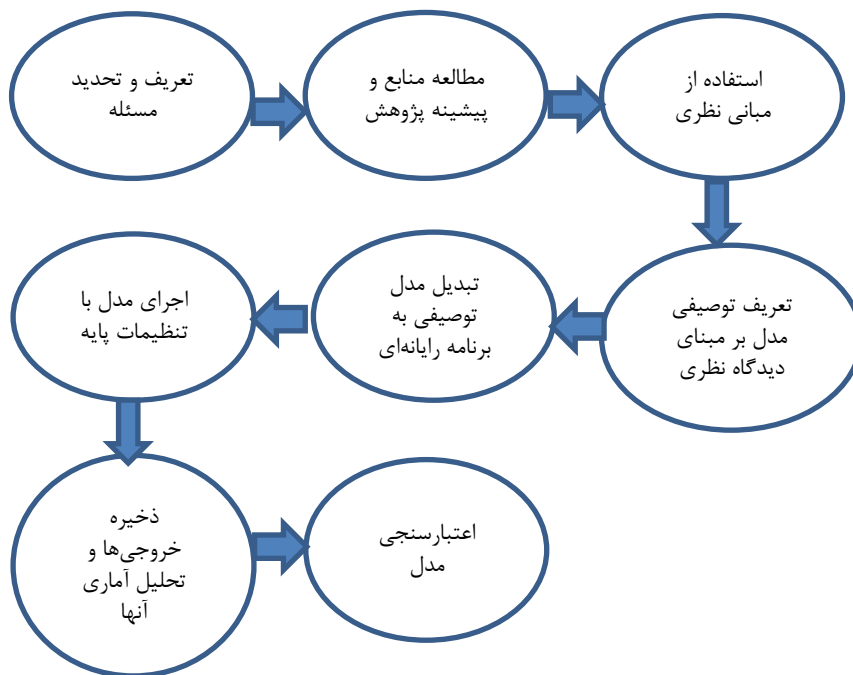 تعریف و تحدید
مسئله
مطالعه منابع و
پیشینه پژوهش
استفاده از
مبانی نظری
تعریف توصیفی
مدل بر مبنای
دیدگاه نظری
تبدیل مدل
توصیفی به
برنامه رایانه‌ای
اجرای مدل با
تنظیمات پایه
ذخیره
خروجی‌ها و
تحلیل آماری
آنها
اعتبارسنجی
مدل